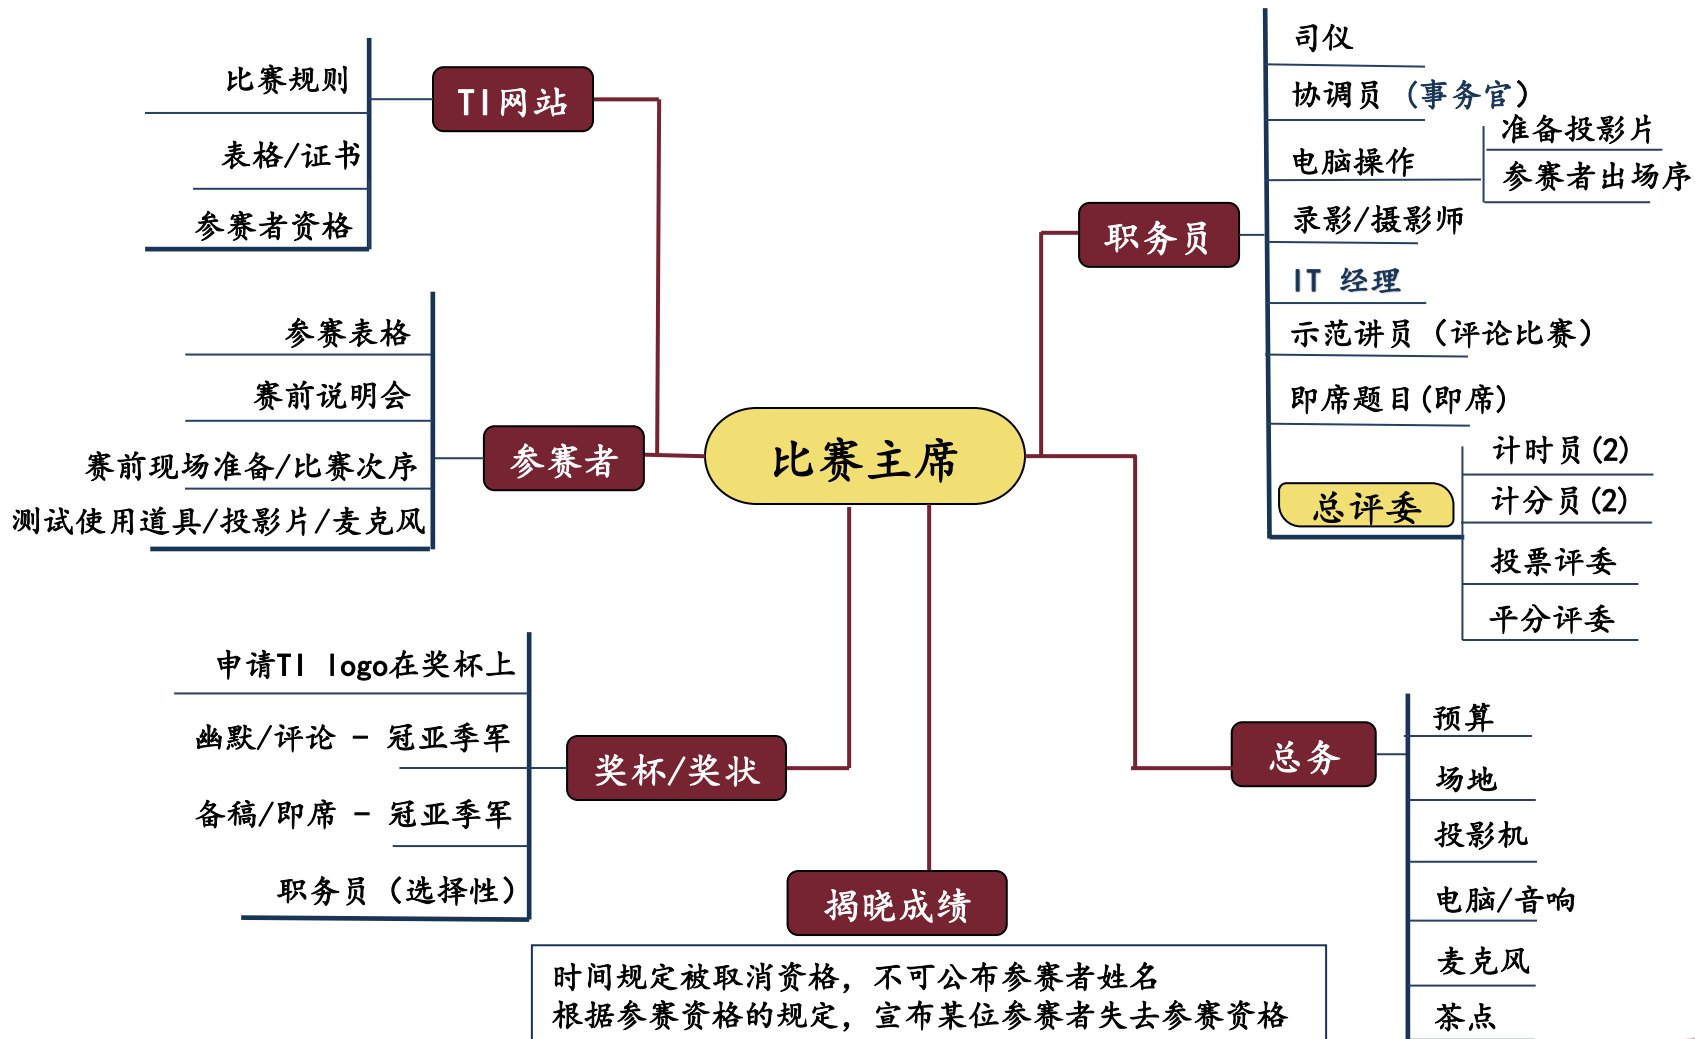 TI网站
比赛规则
表格/证书
参赛者资格
参赛者
参赛表格
赛前说明会
赛前现场准备/比赛次序
测试使用道具/投影片/麦克风
奖杯/奖状
申请TI logo在奖杯上
幽默/评论 - 冠亚季军
备稿/即席 - 冠亚季军
职务员（选择性）
比赛主席
揭晓成绩
时间规定被取消资格，不可公布参赛者姓名
根据参赛资格的规定，宣布某位参赛者失去参赛资格
职务员
司仪
协调员（事务官）
电脑操作
准备投影片
参赛者出场序
录影/摄影师
IT 经理
示范讲员（评论比赛）
即席题目(即席)
总评委
计时员(2)
计分员(2)
投票评委
平分评委
总务
预算
场地
投影机
电脑/音响
麦克风
茶点